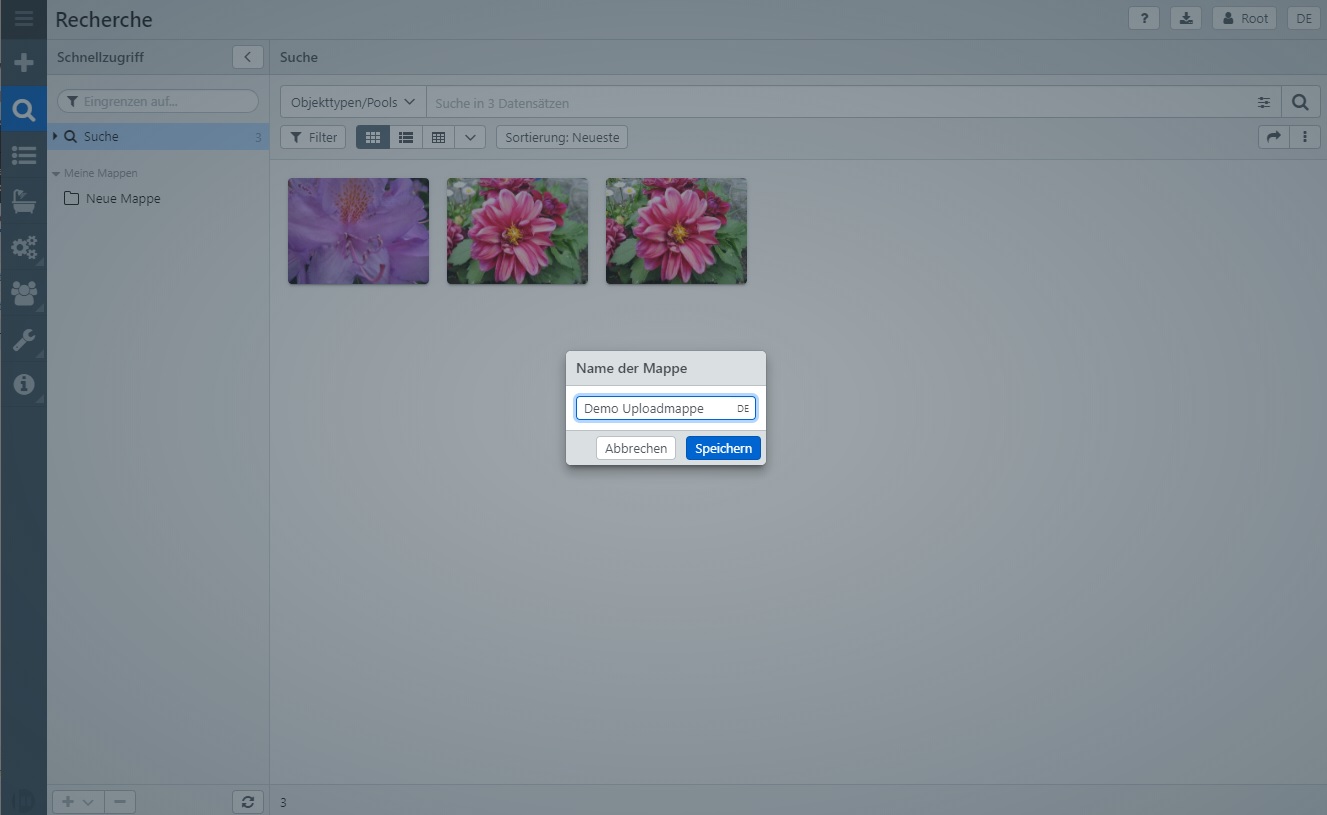 Recherche
? Root DE
Schnellzugriff
Suche
Eingrenzen auf...
Objekttypen/Pools Suche in 3 Datensätzen
Suche 3
Filter Sortierung: Neueste
Meine Mappen
Neue Mappe
Name der Mappe
Demo Uploadmappe DE
Abbrechen Speichern
3